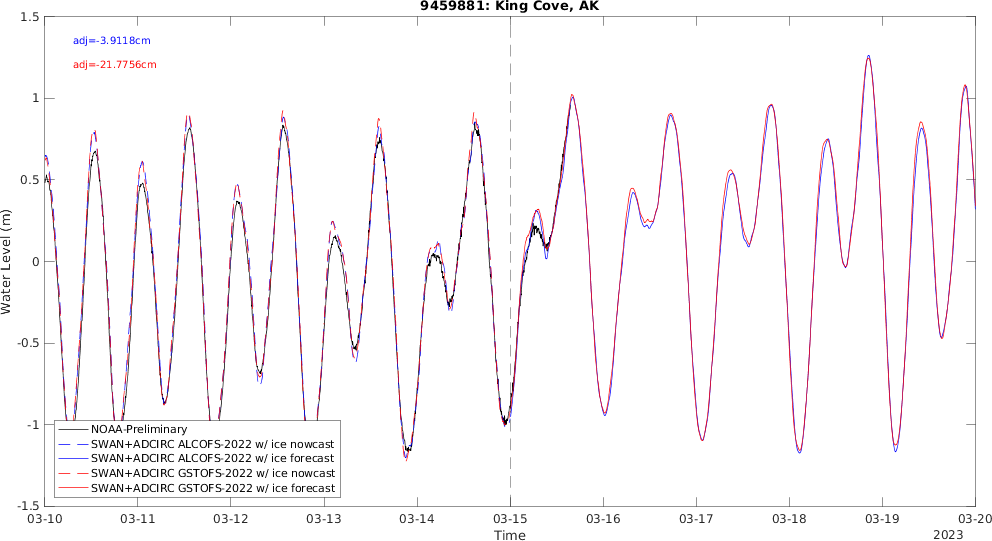 9459881: King Cove, AK
adj=-3.9118cm
adj=-21.7756cm
Water Level (m)
1.5
1
0.5
0
-0.5
-1
-1.5
NOAA-Preliminary
SWAN+ADCIRC ALCOFS-2022 w/ ice nowcast
SWAN+ADCIRC ALCOFS-2022 w/ ice forecast
SWAN+ADCIRC GSTOFS-2022 w/ ice nowcast
SWAN+ADCIRC GSTOFS-2022 w/ ice forecast
03-10 03-11 03-12 03-13 03-14 03-15 03-16 03-17 03-18 03-19 03-20
Time
2023